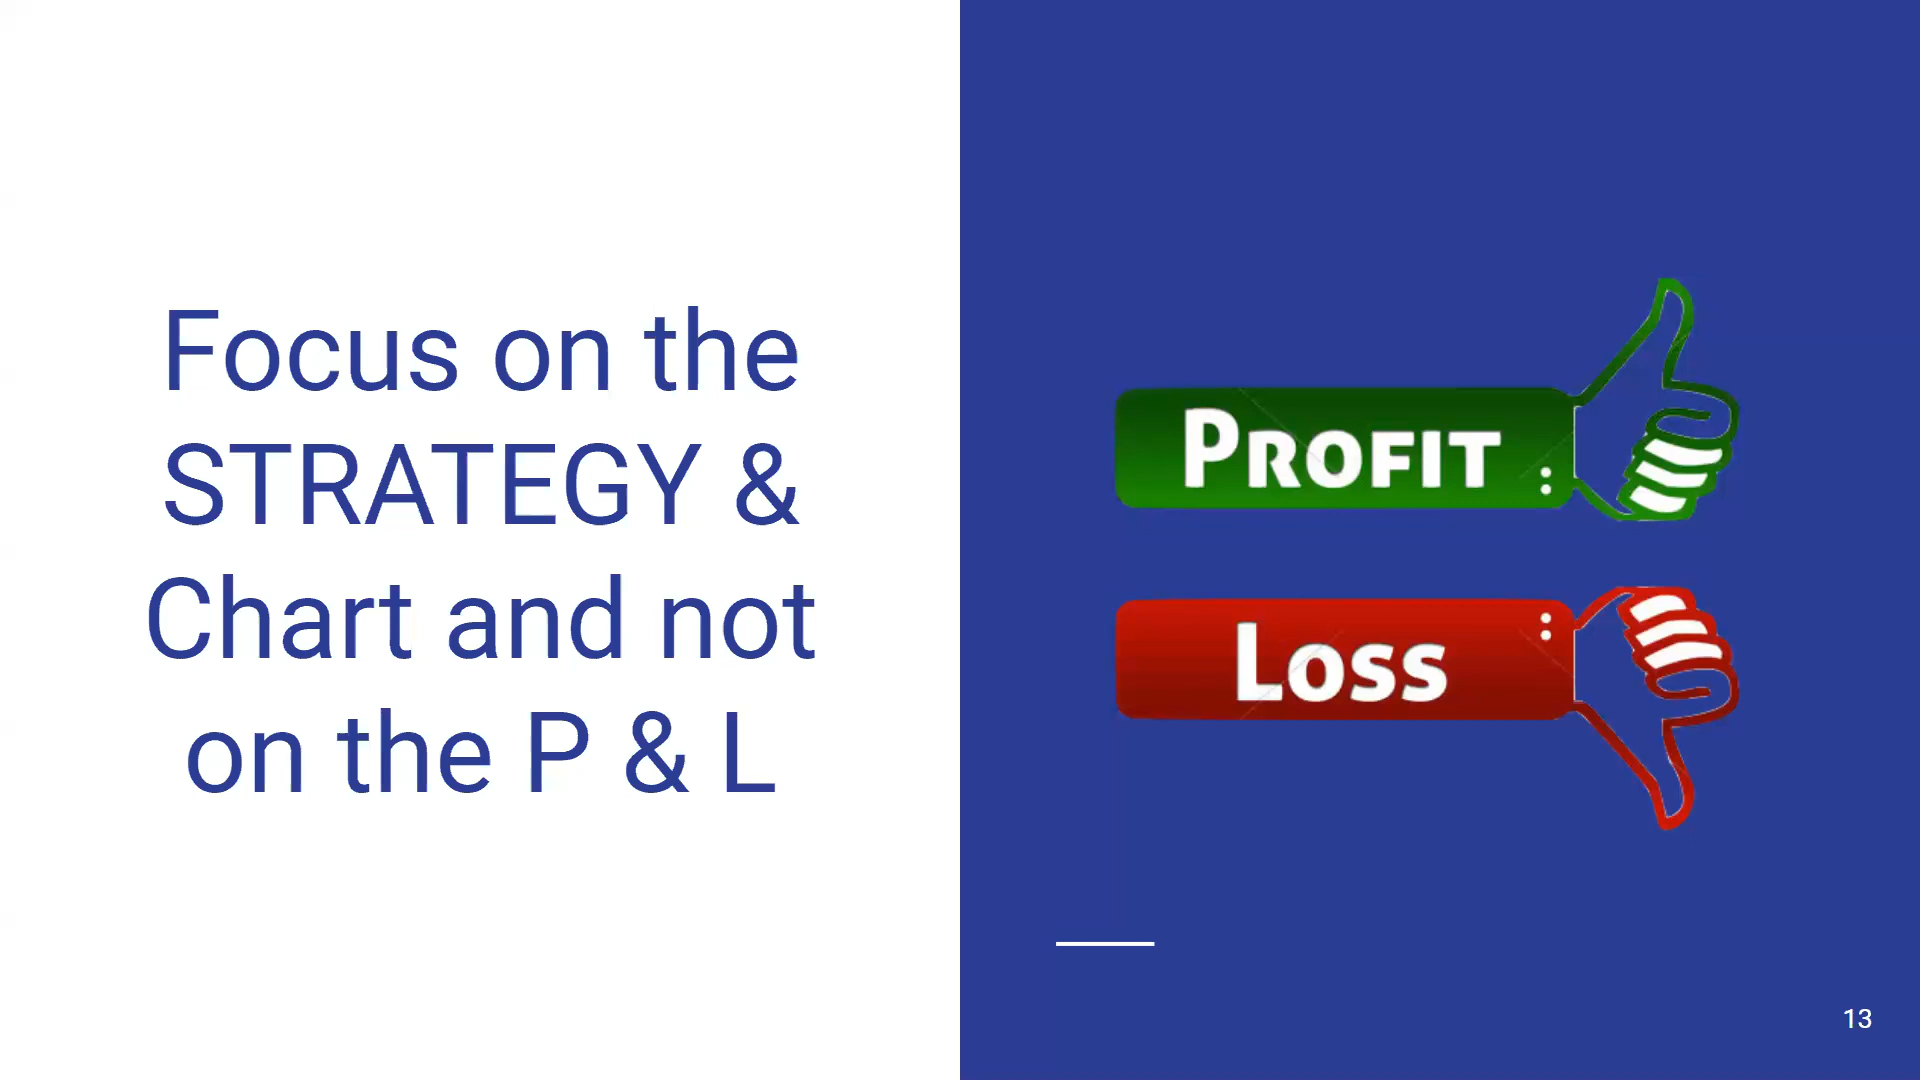 Focus on the
STRATEGY &
Chart and not
on the P & L
PROFIT
LOSS
13